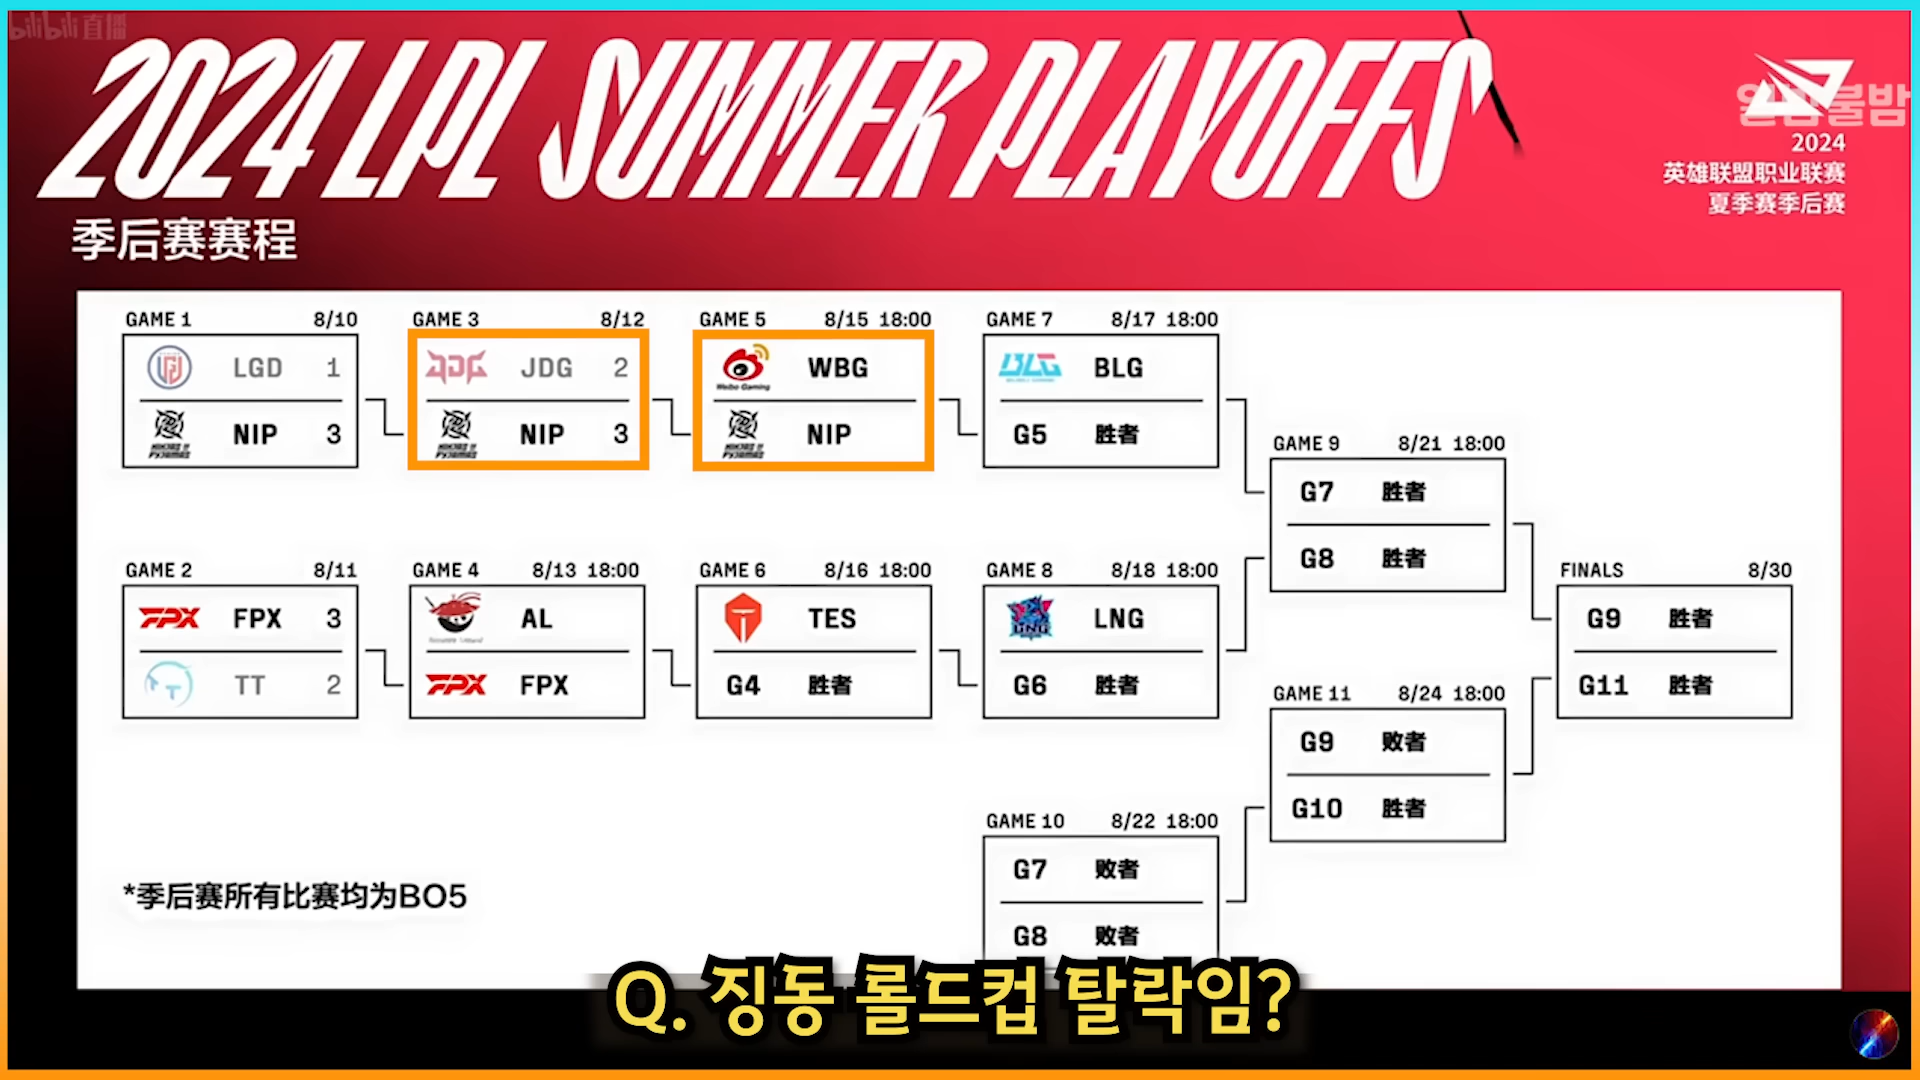 bilibili 直播
2024 LPL SUMMER PLAYOFFS
季后赛赛程
2024
英雄联盟职业联赛
夏季赛季后赛
GAME 1 8/10
LGD 1
NIP 3
GAME 3 8/12
JDG 2
NIP 3
GAME 5 8/15 18:00
Weibo Gaming WBG
NIP
GAME 7 8/17 18:00
BLG BLG
G5 胜者
GAME 9 8/21 18:00
G7 胜者
G8 胜者
GAME 2 8/11
FPX FPX 3
TT 2
GAME 4 8/13 18:00
AL
FPX FPX
GAME 6 8/16 18:00
TES
G4 胜者
GAME 8 8/18 18:00
LNG LNG
G6 胜者
FINALS 8/30
G9 胜者
G11 胜者
GAME 11 8/24 18:00
G9 败者
G10 胜者
GAME 10 8/22 18:00
G7 败者
G8 败者
*季后赛所有比赛均为BO5
Q. 징동 롤드컵 탈락임?